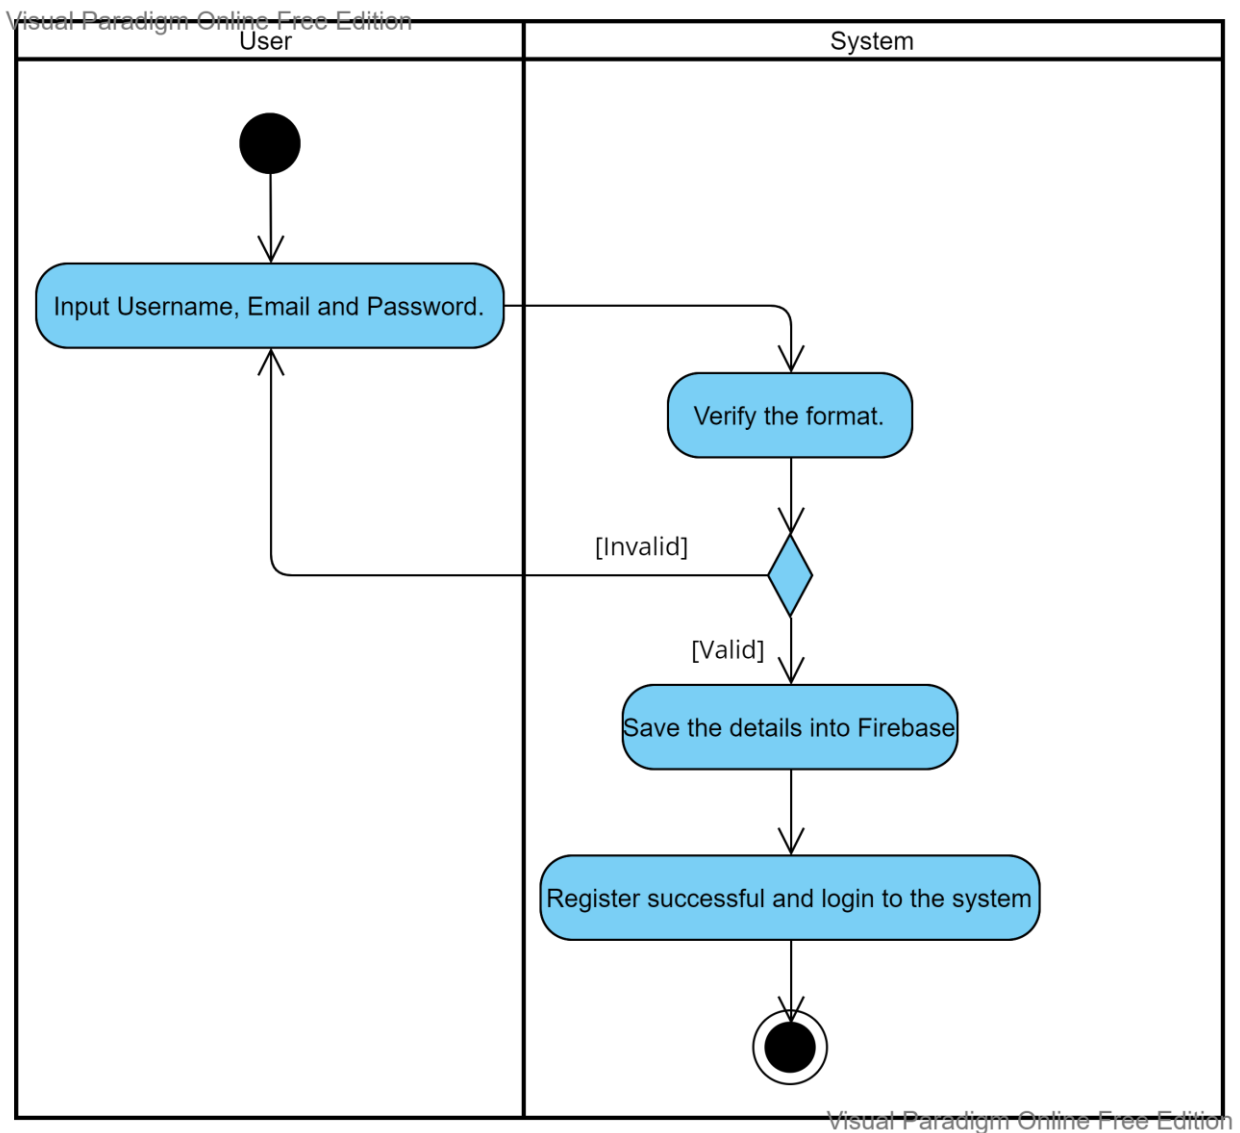 Visual Paradigm Online Free Edition
User
System
Input Username, Email and Password.
Verify the format.
[Invalid]
[Valid]
Save the details into Firebase
Register successful and login to the system
Visual Paradigm Online Free Edition